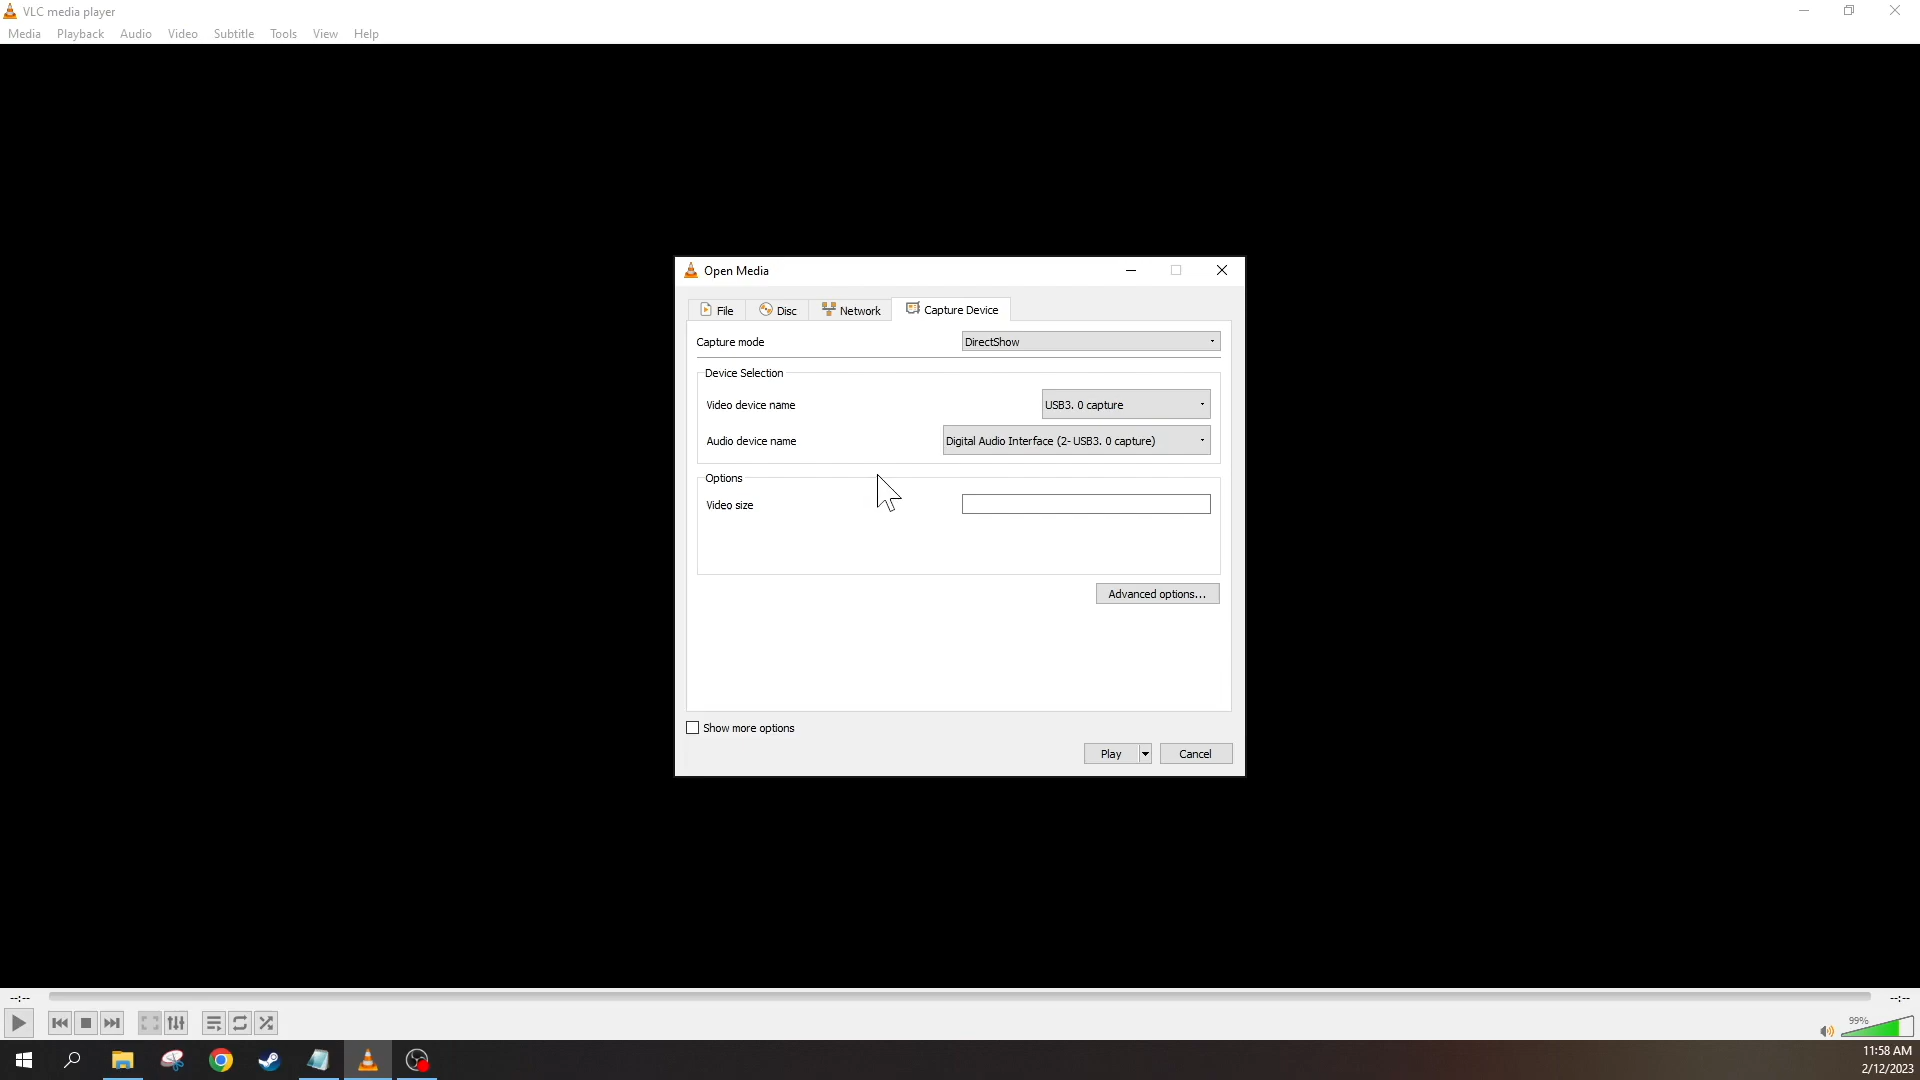 VLC media player
Media Playback Audio Video Subtitle Tools View Help
Open Media
File Disc Network Capture Device
Capture mode DirectShow
Device Selection
Video device name USB3. 0 capture
Audio device name Digital Audio Interface (2- USB3. 0 capture)
Options
Video size
Advanced options...
Show more options
Play Cancel
--:-- --:--
99%
11:58 AM
2/12/2023